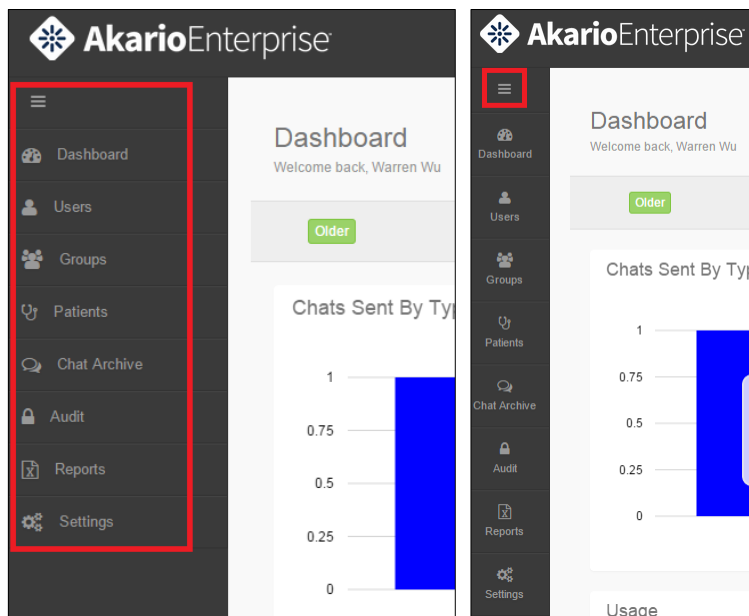 AkarioEnterprise
Dashboard
Users
Groups
Patients
Chat Archive
Audit
Reports
Settings
Dashboard
Welcome back, Warren Wu
Older
Chats Sent By Typ
1
0.75
0.5
0.25
0
AkarioEnterprise
Dashboard
Users
Groups
Patients
Chat Archive
Audit
Reports
Settings
Dashboard
Welcome back, Warren Wu
Older
Chats Sent By Typ
1
0.75
0.5
0.25
0
Usage